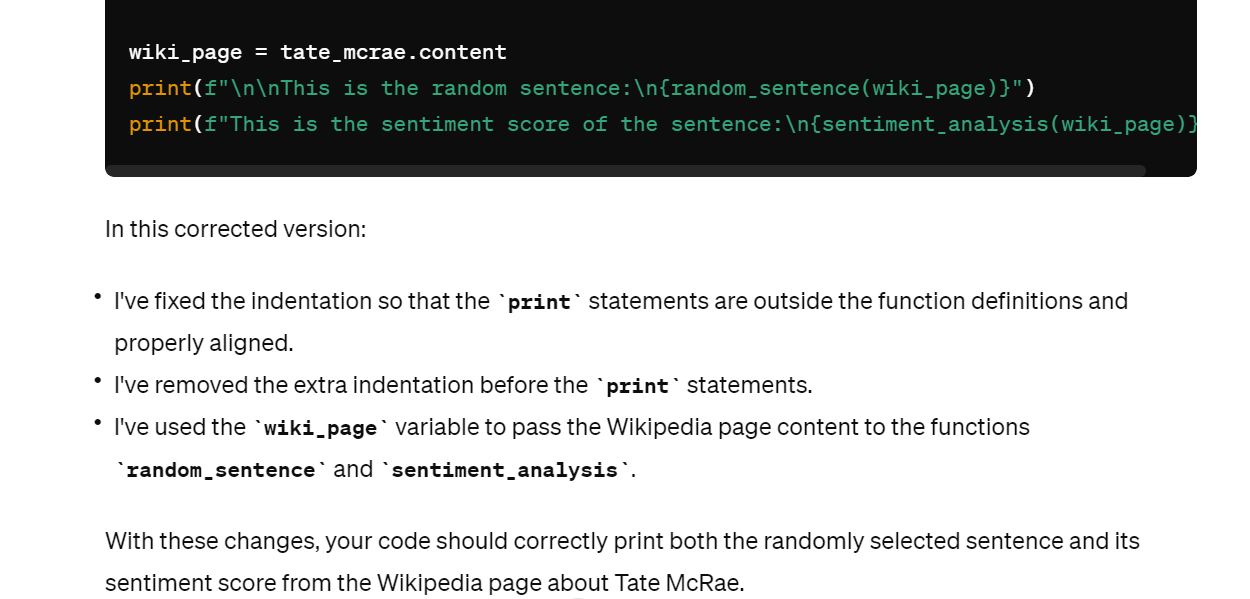 wiki_page = tate_mcrae.content
print(f"\n\nThis is the random sentence:\n{random_sentence(wiki_page)}")
print(f"This is the sentiment score of the sentence:\n{sentiment_analysis(wiki_page)}
In this corrected version:
• I've fixed the indentation so that the `print` statements are outside the function definitions and
properly aligned.
• I've removed the extra indentation before the `print` statements.
• I've used the `wiki_page` variable to pass the Wikipedia page content to the functions
`random_sentence` and `sentiment_analysis`.
With these changes, your code should correctly print both the randomly selected sentence and its
sentiment score from the Wikipedia page about Tate McRae.